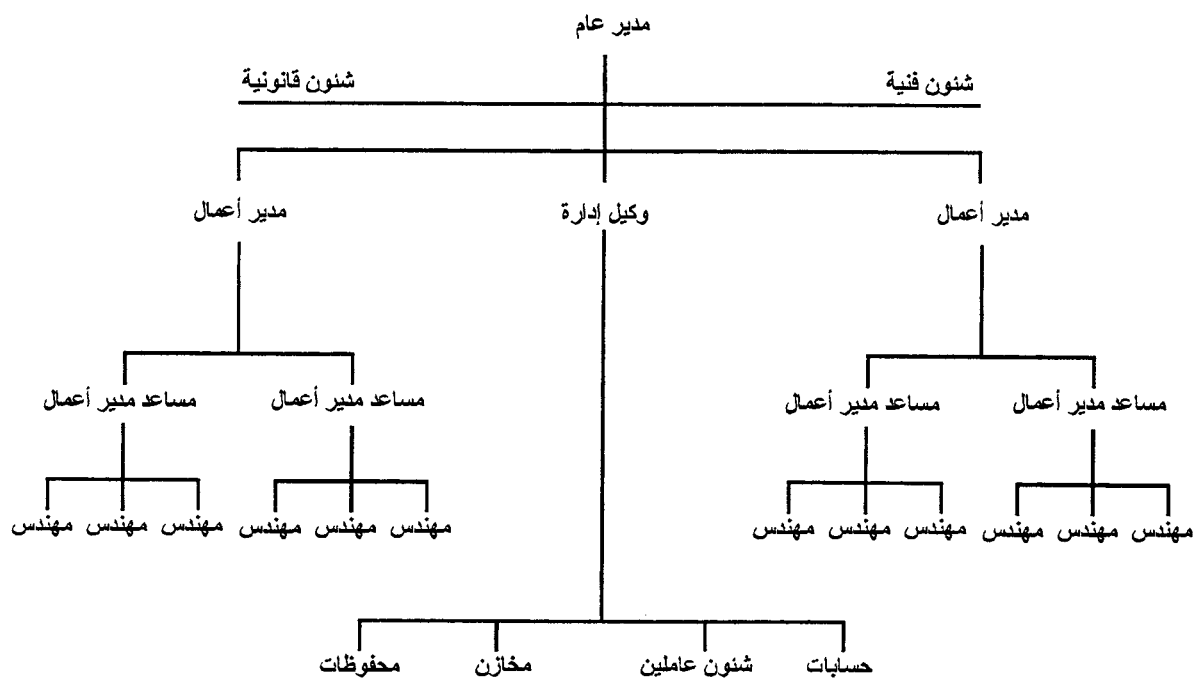 مدير عام
شئون فنية
شئون قانونية
مدير أعمال
وكيل إدارة
مدير أعمال
مساعد مدير أعمال
مساعد مدير أعمال
مساعد مدير أعمال
مساعد مدير أعمال
مهندس مهندس مهندس مهندس مهندس مهندس
مهندس مهندس مهندس مهندس مهندس مهندس
حسابات
شئون عاملين
مخازن
محفوظات